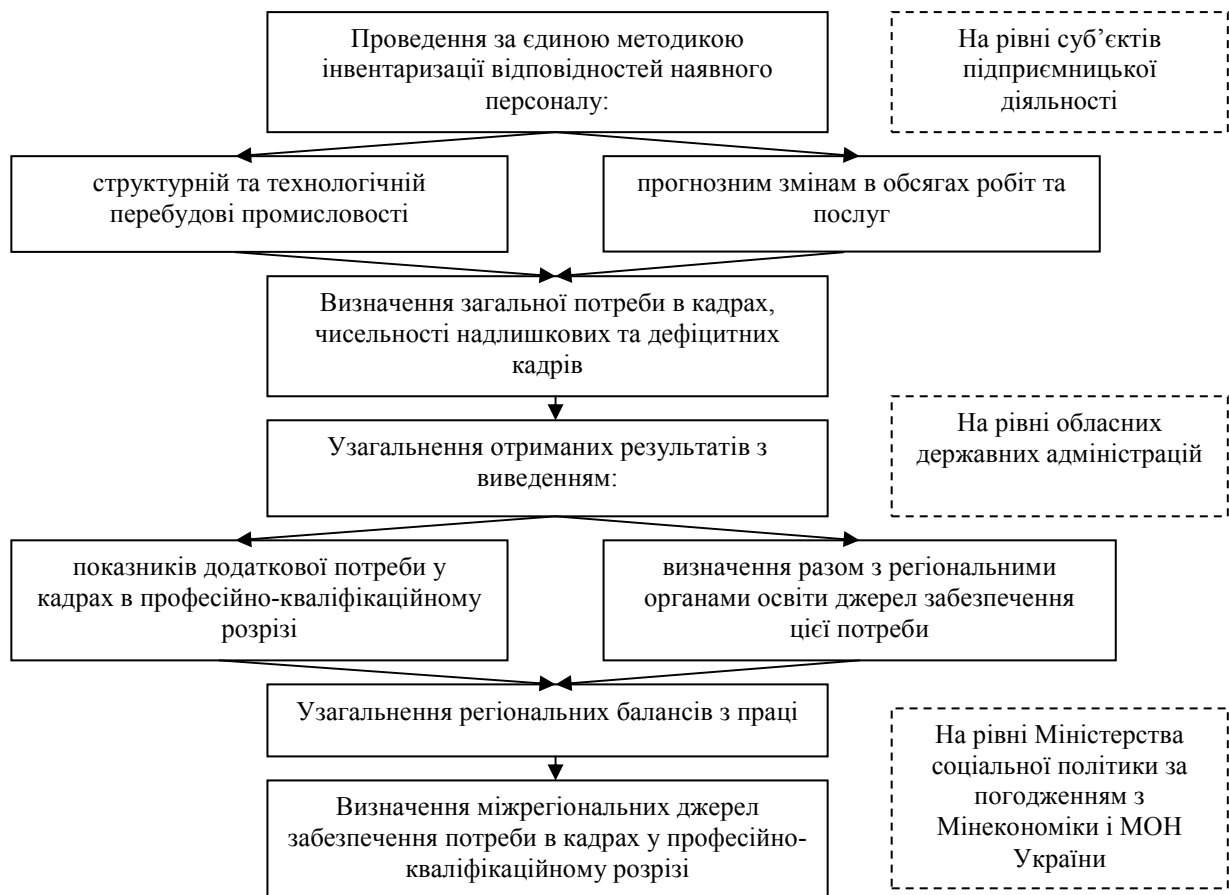 Проведення за єдиною методикою
інвентаризації відповідностей наявного
персоналу:
На рівні суб’єктів
підприємницької
діяльності
структурній та технологічній
перебудові промисловості
прогнозним змінам в обсягах робіт та
послуг
Визначення загальної потреби в кадрах,
чисельності надлишкових та дефіцитних
кадрів
Узагальнення отриманих результатів з
виведенням:
На рівні обласних
державних адміністрацій
показників додаткової потреби у
кадрах в професійно-кваліфікаційному
розрізі
визначення разом з регіональними
органами освіти джерел забезпечення
цієї потреби
Узагальнення регіональних балансів з праці
Визначення міжрегіональних джерел
забезпечення потреби в кадрах у професійно-
кваліфікаційному розрізі
На рівні Міністерства
соціальної політики за
погодженням з
Мінекономіки і МОН
України